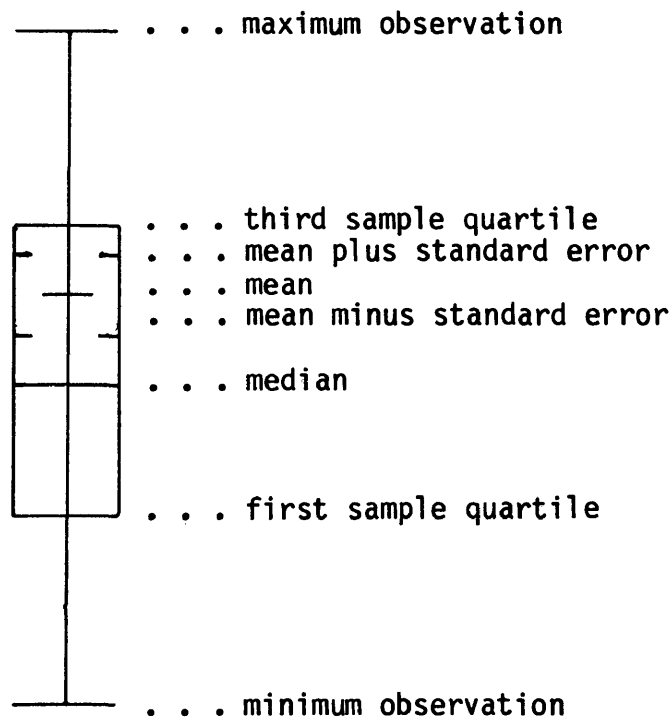 . . . maximum observation
. . . third sample quartile
. . . mean plus standard error
. . . mean
. . . mean minus standard error
. . . median
. . . first sample quartile
. . . minimum observation